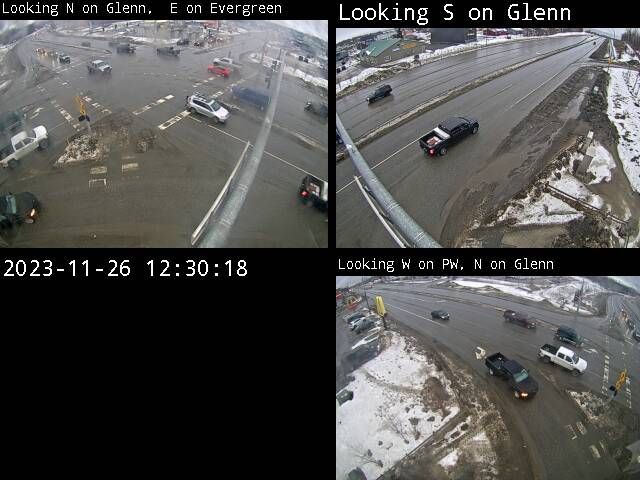 Looking N on Glenn,  E on Evergreen
Looking S on Glenn
2023-11-26 12:30:18
Looking W on PW, N on Glenn